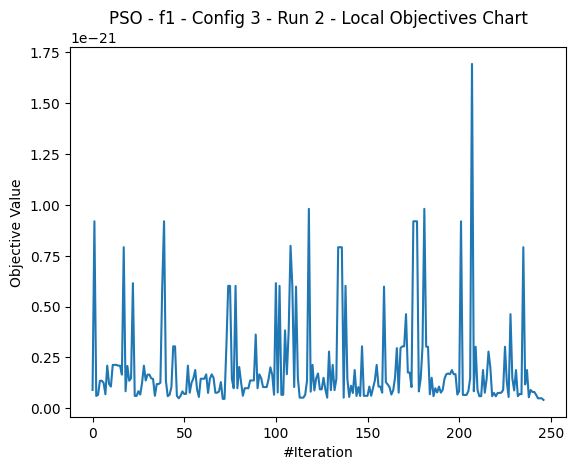 PSO - f1 - Config 3 - Run 2 - Local Objectives Chart
1e−21
1.75
1.50
1.25
1.00
0.75
0.50
0.25
0.00
Objective Value
0 50 100 150 200 250
#Iteration